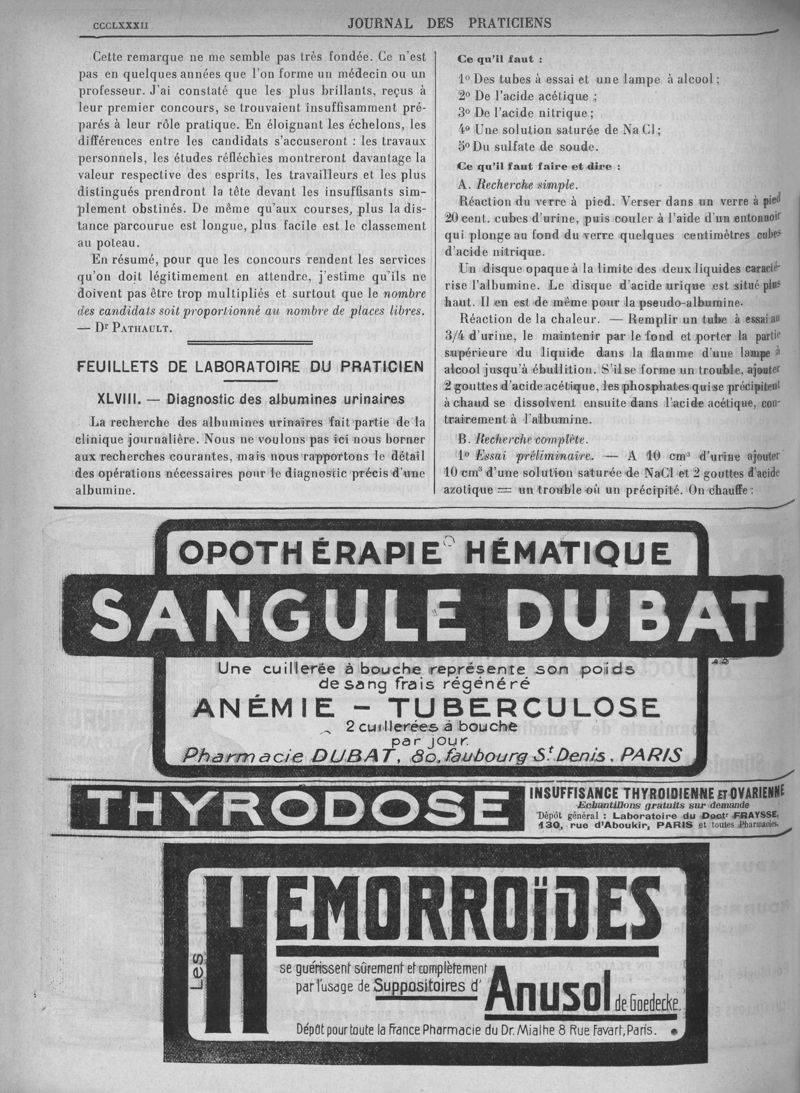 CCCLXXXII
JOURNAL DES PRATICIENS
Cette remarque ne me semble pas très fondée. Ce n'est
pas en quelques années que l'on forme un médecin ou un
professeur. J'ai constaté que les plus brillants, reçus à
leur premier concours, se trouvaient insuffisamment pré-
parés à leur rôle pratique. En éloignant les échelons, les
différences entre les candidats s'accuseront : les travaux
personnels, les études réfléchies montreront davantage la
valeur respective des esprits, les travailleurs et les plus
distingués prendront la tête devant les insuffisants sim-
plement obstinés. De même qu'aux courses, plus la dis-
tance parcourue est longue, plus facile est le classement
au poteau.
En résumé, pour que les concours rendent les services
qu'on doit légitimement en attendre, j'estime qu'ils ne
doivent pas être trop multipliés et surtout que le nombre
des candidats soit proportionné au nombre de places libres.
— Dr PATHAULT.
FEUILLETS DE LABORATOIRE DU PRATICIEN
XLVIII. — Diagnostic des albumines urinaires
La recherche des albumines urinaires fait partie de la
clinique journalière. Nous ne voulons pas ici nous borner
aux recherches courantes, mais nous rapportons le détail
des opérations nécessaires pour le diagnostic précis d'une
albumine.
Ce qu'il faut :
1º Des tubes à essai et une lampe à alcool ;
2º De l'acide acétique ;
3º De l'acide nitrique ;
4º Une solution saturée de Na Cl ;
5º Du sulfate de soude.
Ce qu'il faut faire et dire :
A. Recherche simple.
Réaction du verre à pied. Verser dans un verre à pied
20 cent. cubes d'urine, puis couler à l'aide d'un entonnoir
qui plonge au fond du verre quelques centimètres cubes
d'acide nitrique.
Un disque opaque à la limite des deux liquides caracté-
rise l'albumine. Le disque d'acide urique est situé plus
haut. Il en est de même pour la pseudo-albumine.
Réaction de la chaleur. — Remplir un tube à essai au
3/4 d'urine, le maintenir par le fond et porter la partie
supérieure du liquide dans la flamme d'une lampe à
alcool jusqu'à ébullition. S'il se forme un trouble, ajouter
2 gouttes d'acide acétique, les phosphates qui se précipitent
à chaud se dissolvent ensuite dans l'acide acétique, con-
trairement à l'albumine.
B. Recherche complète.
1º Essai préliminaire. — A 10 cm³ d'urine ajouter
10 cm³ d'une solution saturée de NaCl et 2 gouttes d'acide
azotique = un trouble où un précipité. On chauffe :
OPOTHÉRAPIE HÉMATIQUE
SANGULE DUBAT
Une cuillerée à bouche représente son poids
de sang frais régénéré
ANÉMIE - TUBERCULOSE
2 cuillerées à bouche
par jour.
Pharmacie DUBAT, 80, faubourg St Denis. PARIS
THYRODOSE
INSUFFISANCE THYROIDIENNE ET OVARIENNE
Echantillons gratuits sur demande
Dépôt général : Laboratoire du Doctr FRAYSSE,
130, rue d'Aboukir, PARIS et toutes Pharmacies.
Les
HEMORROÏDES
se guérissent sûrement et complètement
par l'usage de Suppositoires d'
Anusol de Goedecke.
Dépôt pour toute la France Pharmacie du Dr. Mialhe 8 Rue Favart, Paris.